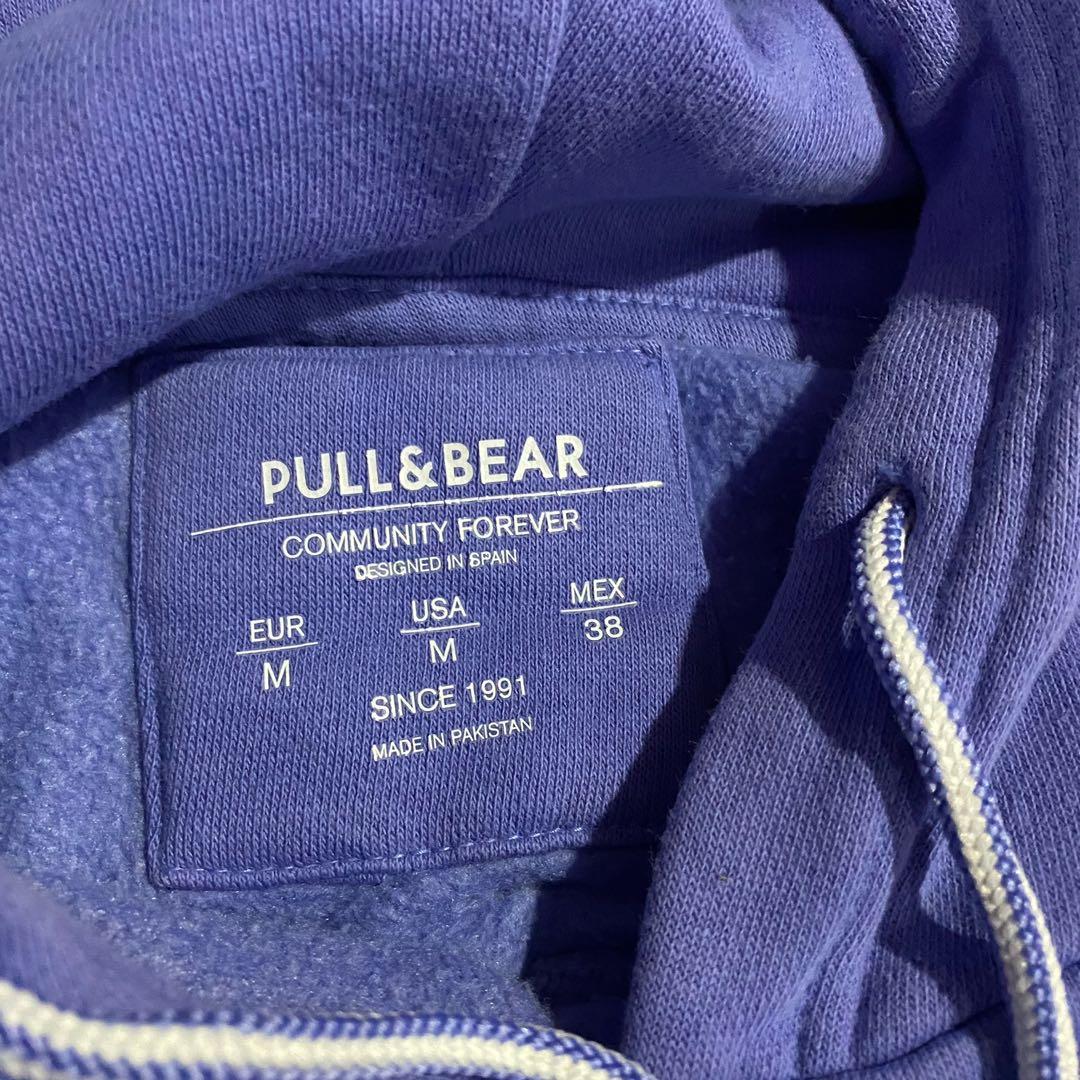 PULL&BEAR
COMMUNITY FOREVER
DESIGNED IN SPAIN
EUR USA MEX
M M 38
SINCE 1991
MADE IN PAKISTAN